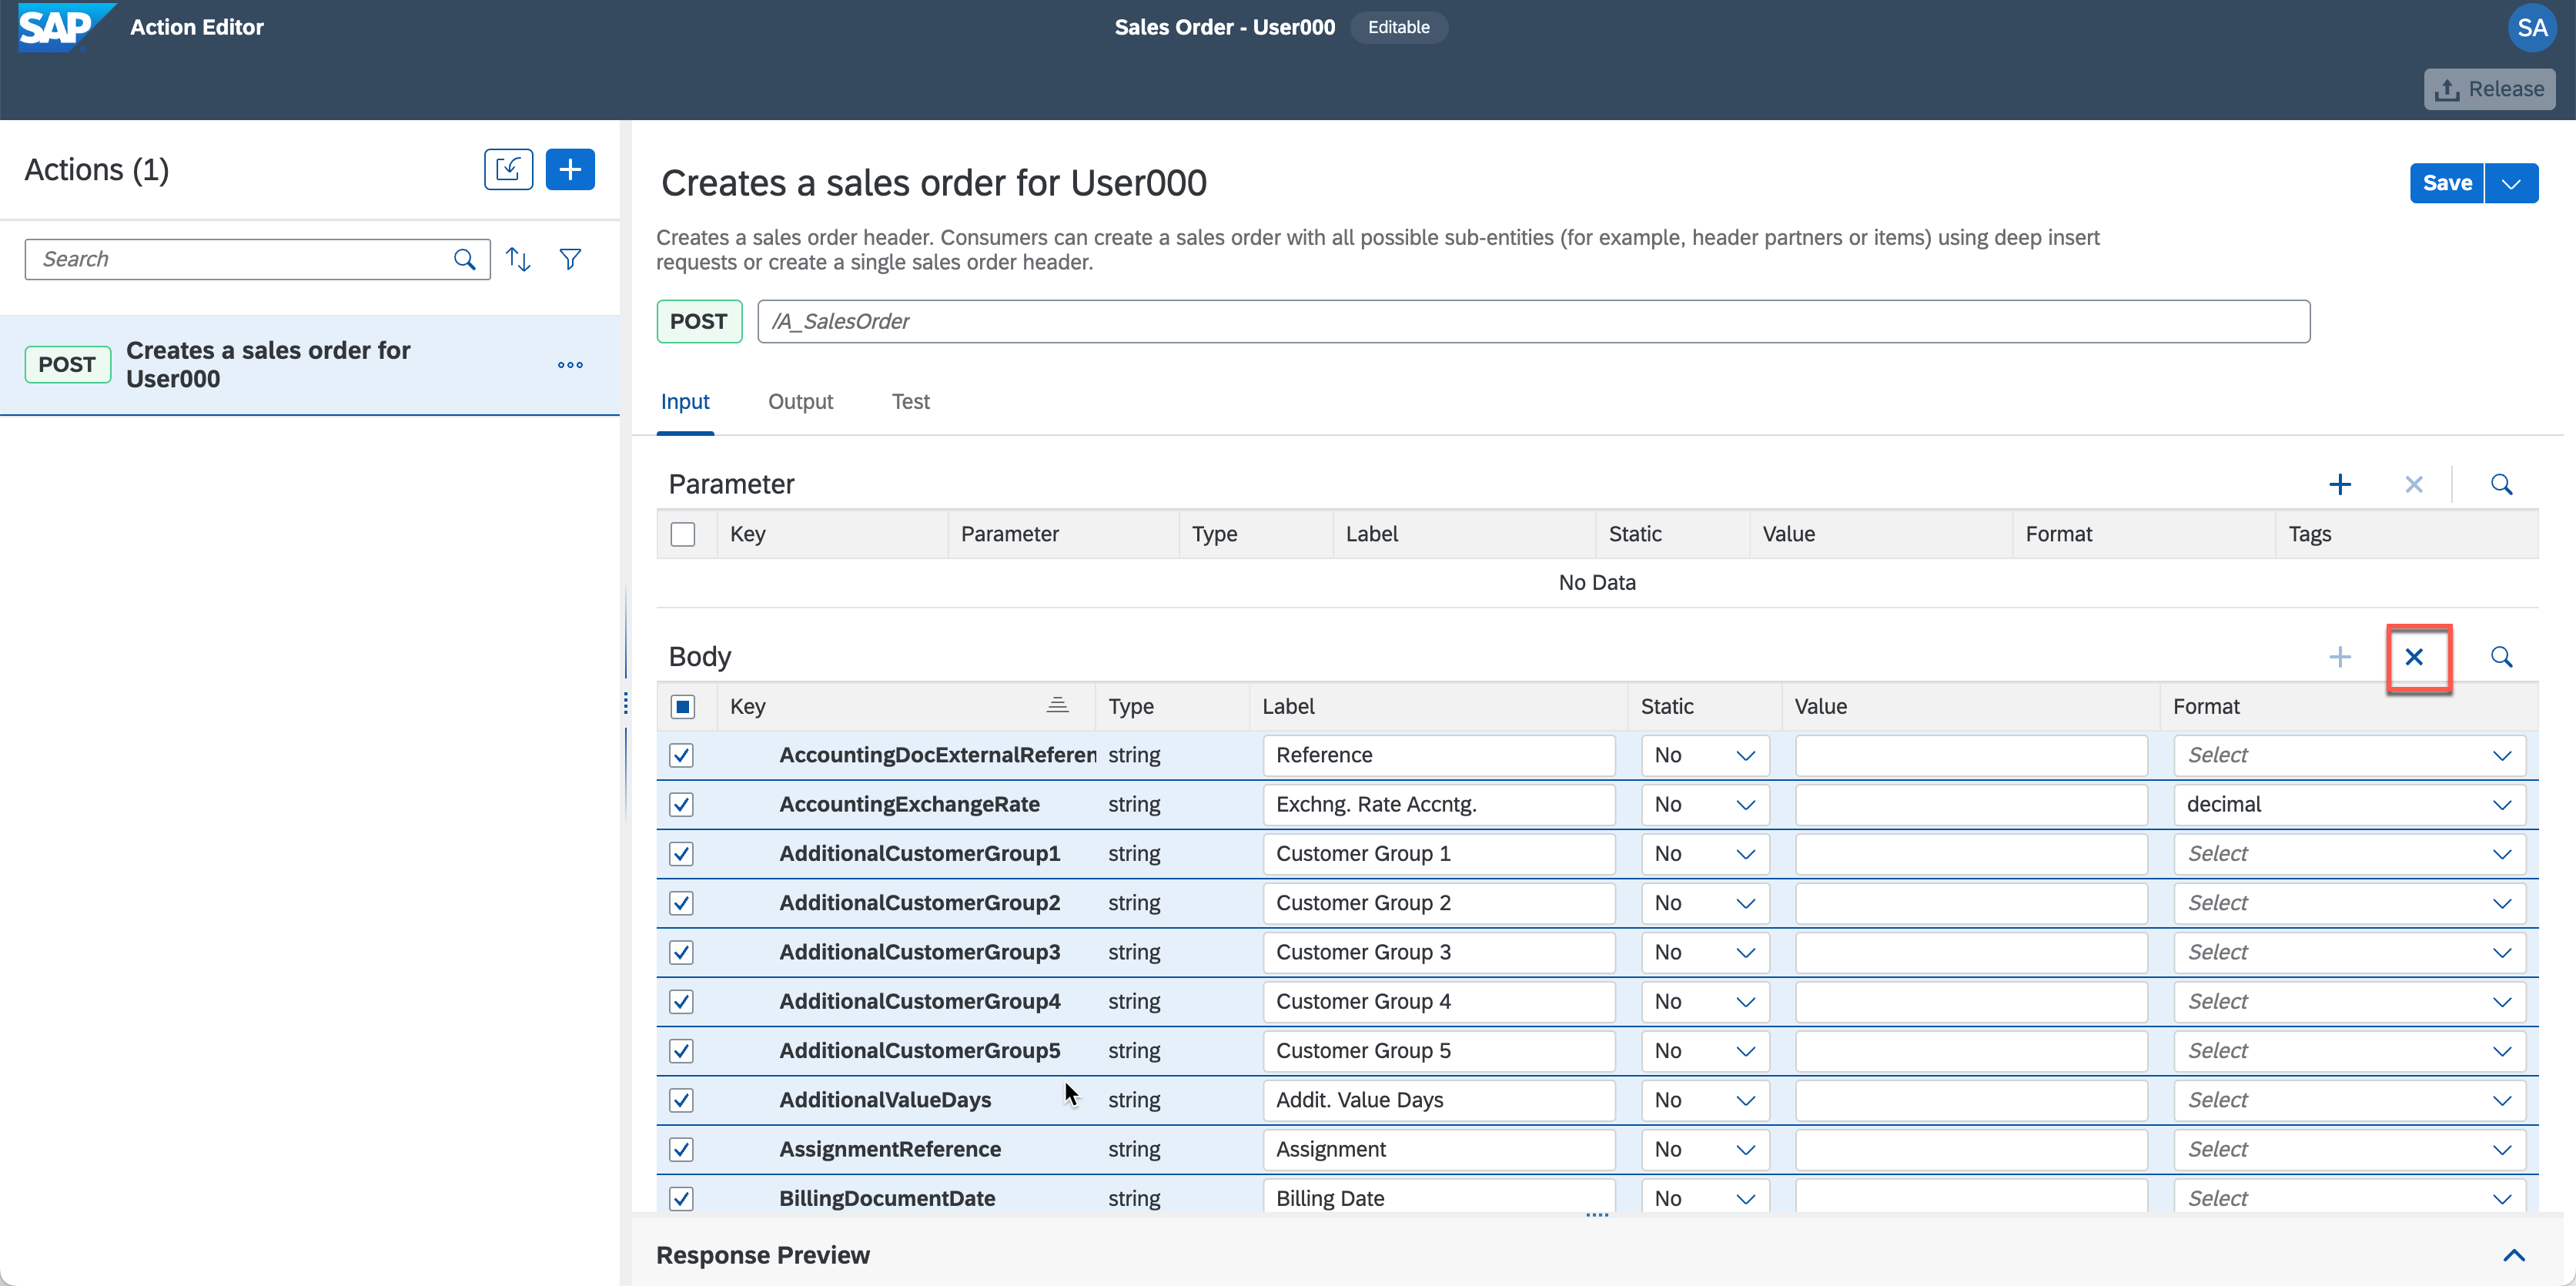 SAP Action Editor Sales Order - User000 Editable SA
Release
Actions (1)
Search
POST Creates a sales order for
User000
Creates a sales order for User000
Save
Creates a sales order header. Consumers can create a sales order with all possible sub-entities (for example, header partners or items) using deep insert
requests or create a single sales order header.
POST /A_SalesOrder
Input Output Test
Parameter
Key Parameter Type Label Static Value Format Tags
No Data
Body
Key Type Label Static Value Format
AccountingDocExternalReferen string Reference No Select
AccountingExchangeRate string Exchng. Rate Accntg. No decimal
AdditionalCustomerGroup1 string Customer Group 1 No Select
AdditionalCustomerGroup2 string Customer Group 2 No Select
AdditionalCustomerGroup3 string Customer Group 3 No Select
AdditionalCustomerGroup4 string Customer Group 4 No Select
AdditionalCustomerGroup5 string Customer Group 5 No Select
AdditionalValueDays string Addit. Value Days No Select
AssignmentReference string Assignment No Select
BillingDocumentDate string Billing Date No Select
Response Preview